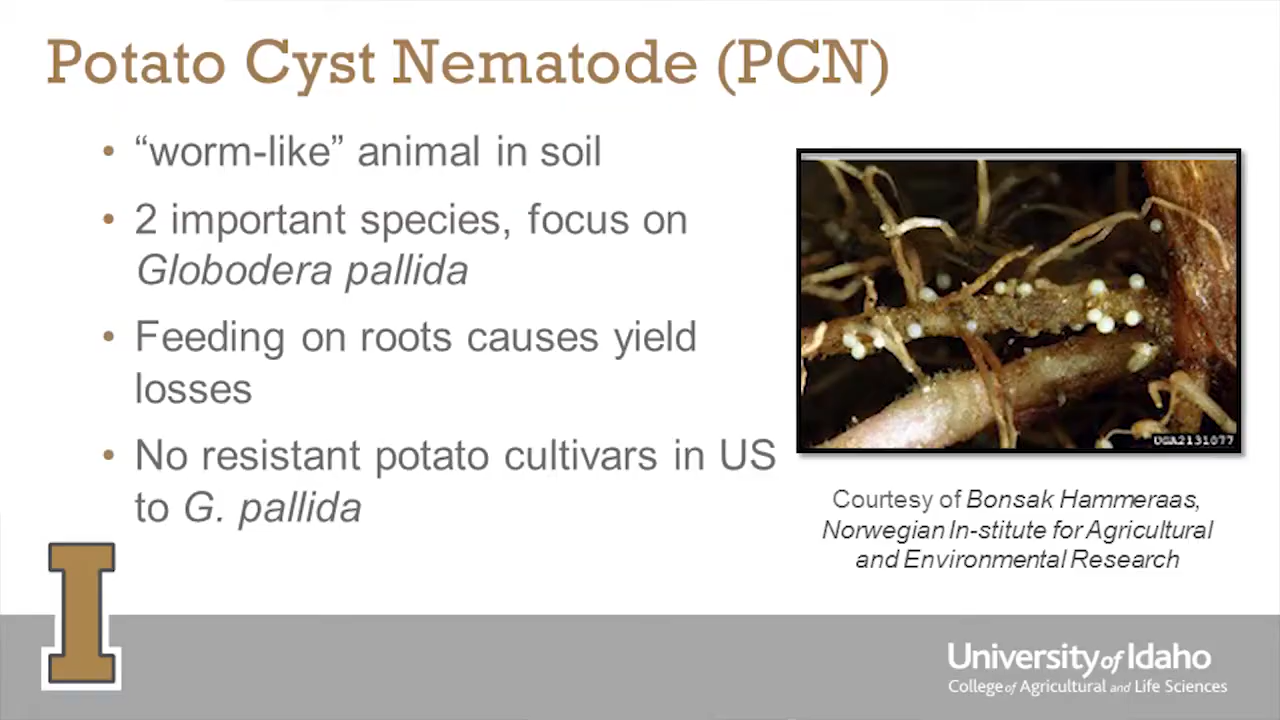 Potato Cyst Nematode (PCN)
• “worm-like” animal in soil
• 2 important species, focus on
Globodera pallida
• Feeding on roots causes yield
losses
• No resistant potato cultivars in US
to G. pallida
UGA2131077
Courtesy of Bonsak Hammeraas,
Norwegian In-stitute for Agricultural
and Environmental Research
I
University of Idaho
College of Agricultural and Life Sciences